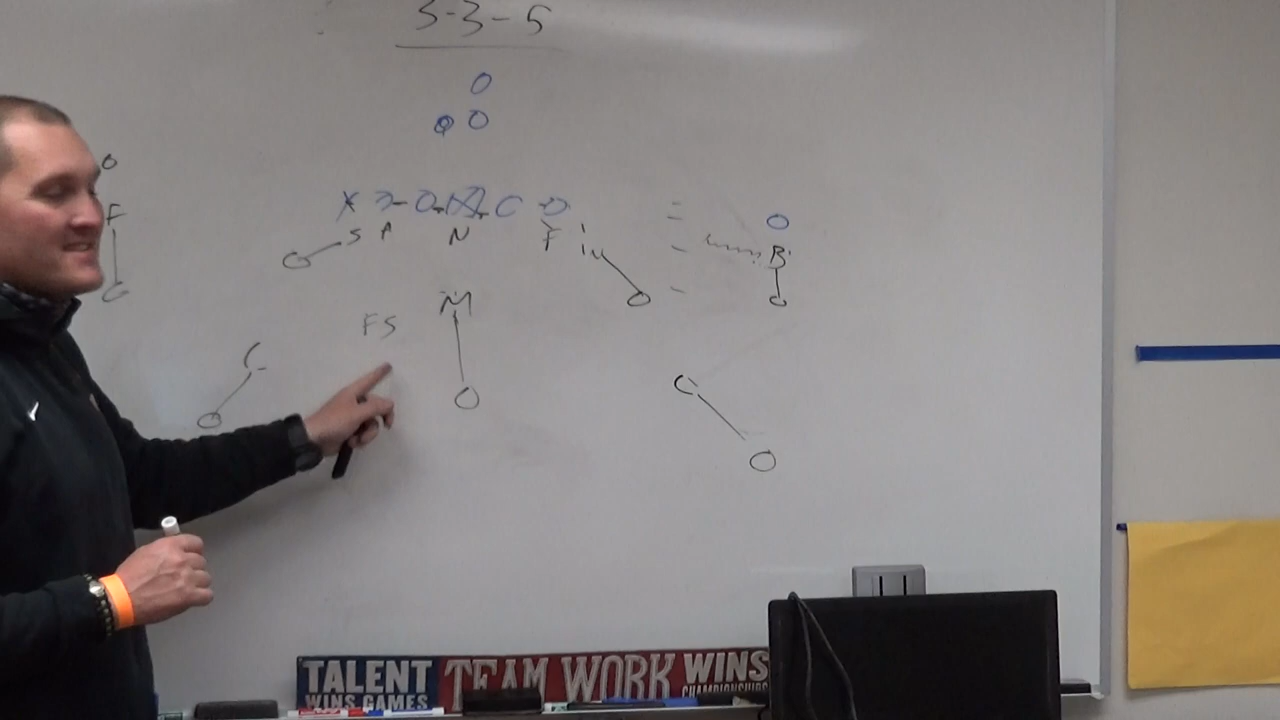 3-3-5
F
S A N F
B
FS M
C
C
TALENT TEAM WORK WINS
WINS GAMES CHAMPIONSHIPS